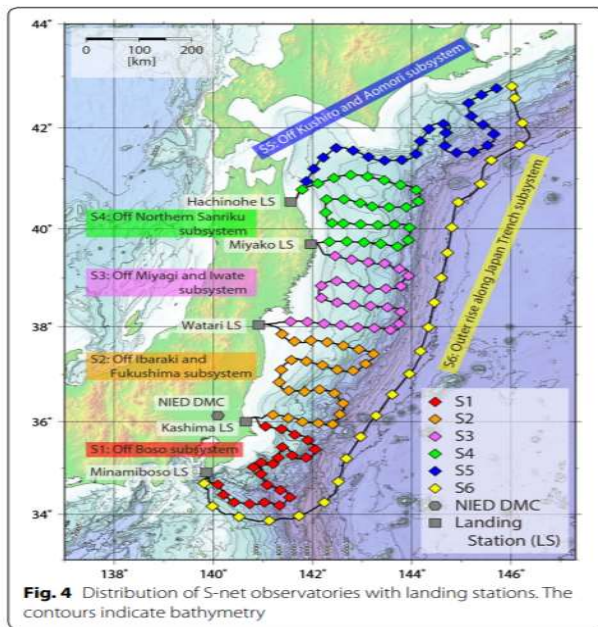 44˚
0 100 200
[km]
42˚
S5: Off Kushiro and Aomori subsystem
Hachinohe LS
S4: Off Northern Sanriku
subsystem
40˚
Miyako LS
S3: Off Miyagi and Iwate
subsystem
S6: Outer rise along Japan Trench subsystem
38˚
Watari LS
S2: Off Ibaraki and
Fukushima subsystem
NIED DMC
36˚
Kashima LS
S1: Off Boso subsystem
Minamiboso LS
34˚
S1
S2
S3
S4
S5
S6
NIED DMC
Landing
Station (LS)
138˚ 140˚ 142˚ 144˚ 146˚
Fig. 4 Distribution of S-net observatories with landing stations. The
contours indicate bathymetry